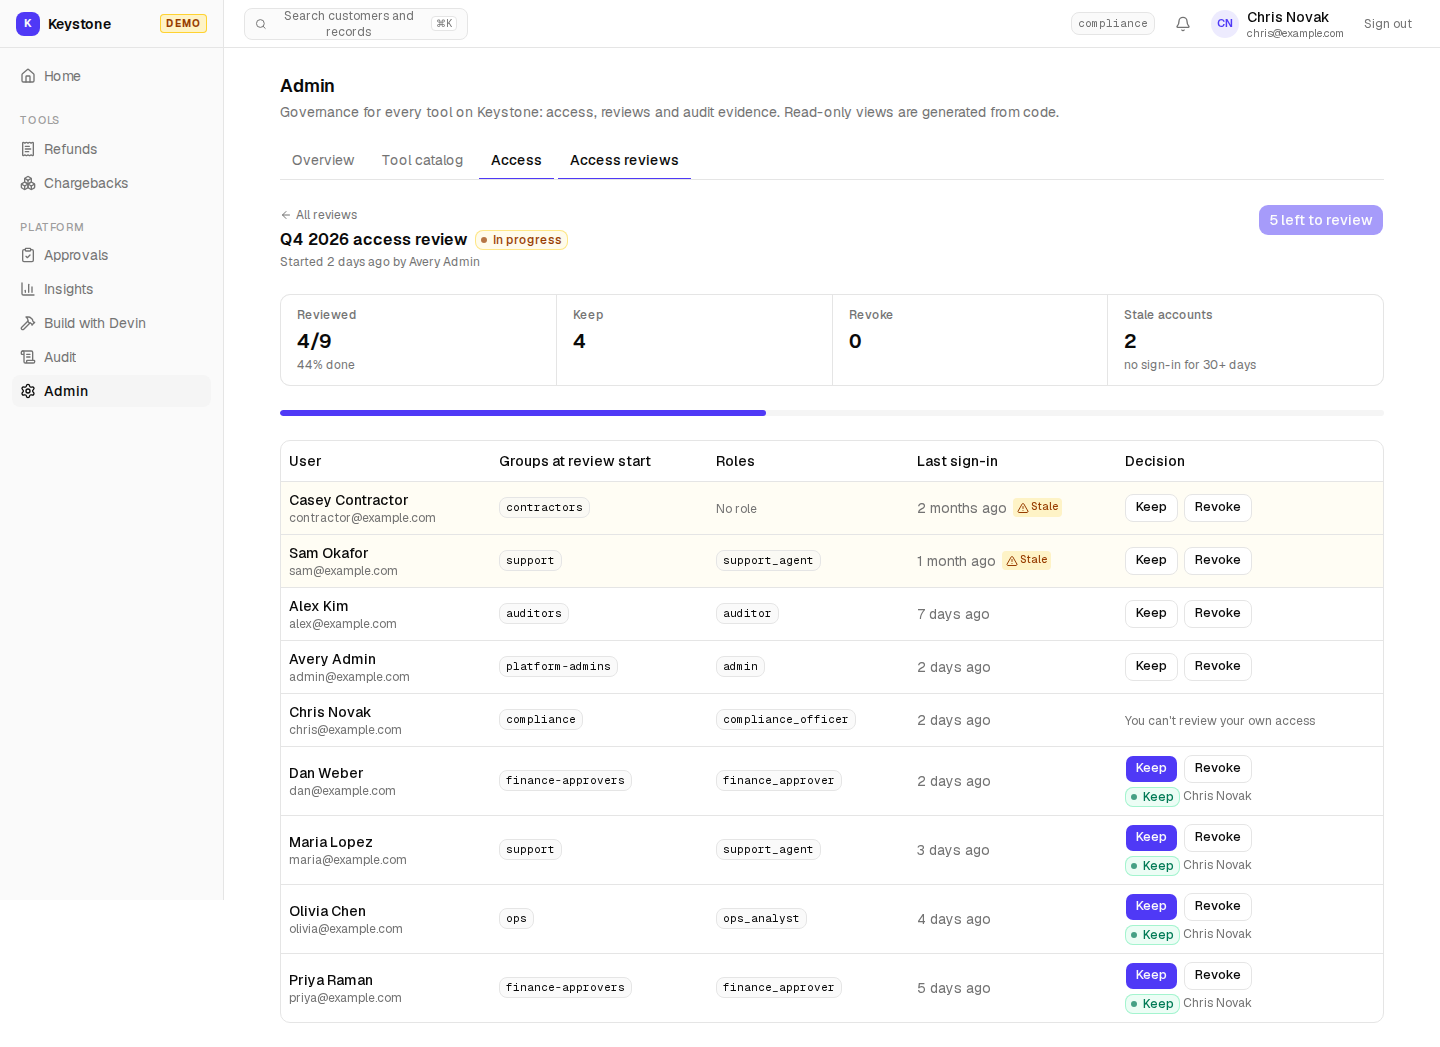 K Keystone DEMO
Search customers and records ⌘K
compliance
CN Chris Novak
chris@example.com
Sign out
Home
TOOLS
Refunds
Chargebacks
PLATFORM
Approvals
Insights
Build with Devin
Audit
Admin
Admin
Governance for every tool on Keystone: access, reviews and audit evidence. Read-only views are generated from code.
Overview Tool catalog Access Access reviews
← All reviews
5 left to review
Q4 2026 access review In progress
Started 2 days ago by Avery Admin
Reviewed
4/9
44% done
Keep
4
Revoke
0
Stale accounts
2
no sign-in for 30+ days
User Groups at review start Roles Last sign-in Decision
Casey Contractor
contractor@example.com
contractors No role 2 months ago Stale Keep Revoke
Sam Okafor
sam@example.com
support support_agent 1 month ago Stale Keep Revoke
Alex Kim
alex@example.com
auditors auditor 7 days ago Keep Revoke
Avery Admin
admin@example.com
platform-admins admin 2 days ago Keep Revoke
Chris Novak
chris@example.com
compliance compliance_officer 2 days ago You can't review your own access
Dan Weber
dan@example.com
finance-approvers finance_approver 2 days ago Keep Revoke
Keep Chris Novak
Maria Lopez
maria@example.com
support support_agent 3 days ago Keep Revoke
Keep Chris Novak
Olivia Chen
olivia@example.com
ops ops_analyst 4 days ago Keep Revoke
Keep Chris Novak
Priya Raman
priya@example.com
finance-approvers finance_approver 5 days ago Keep Revoke
Keep Chris Novak